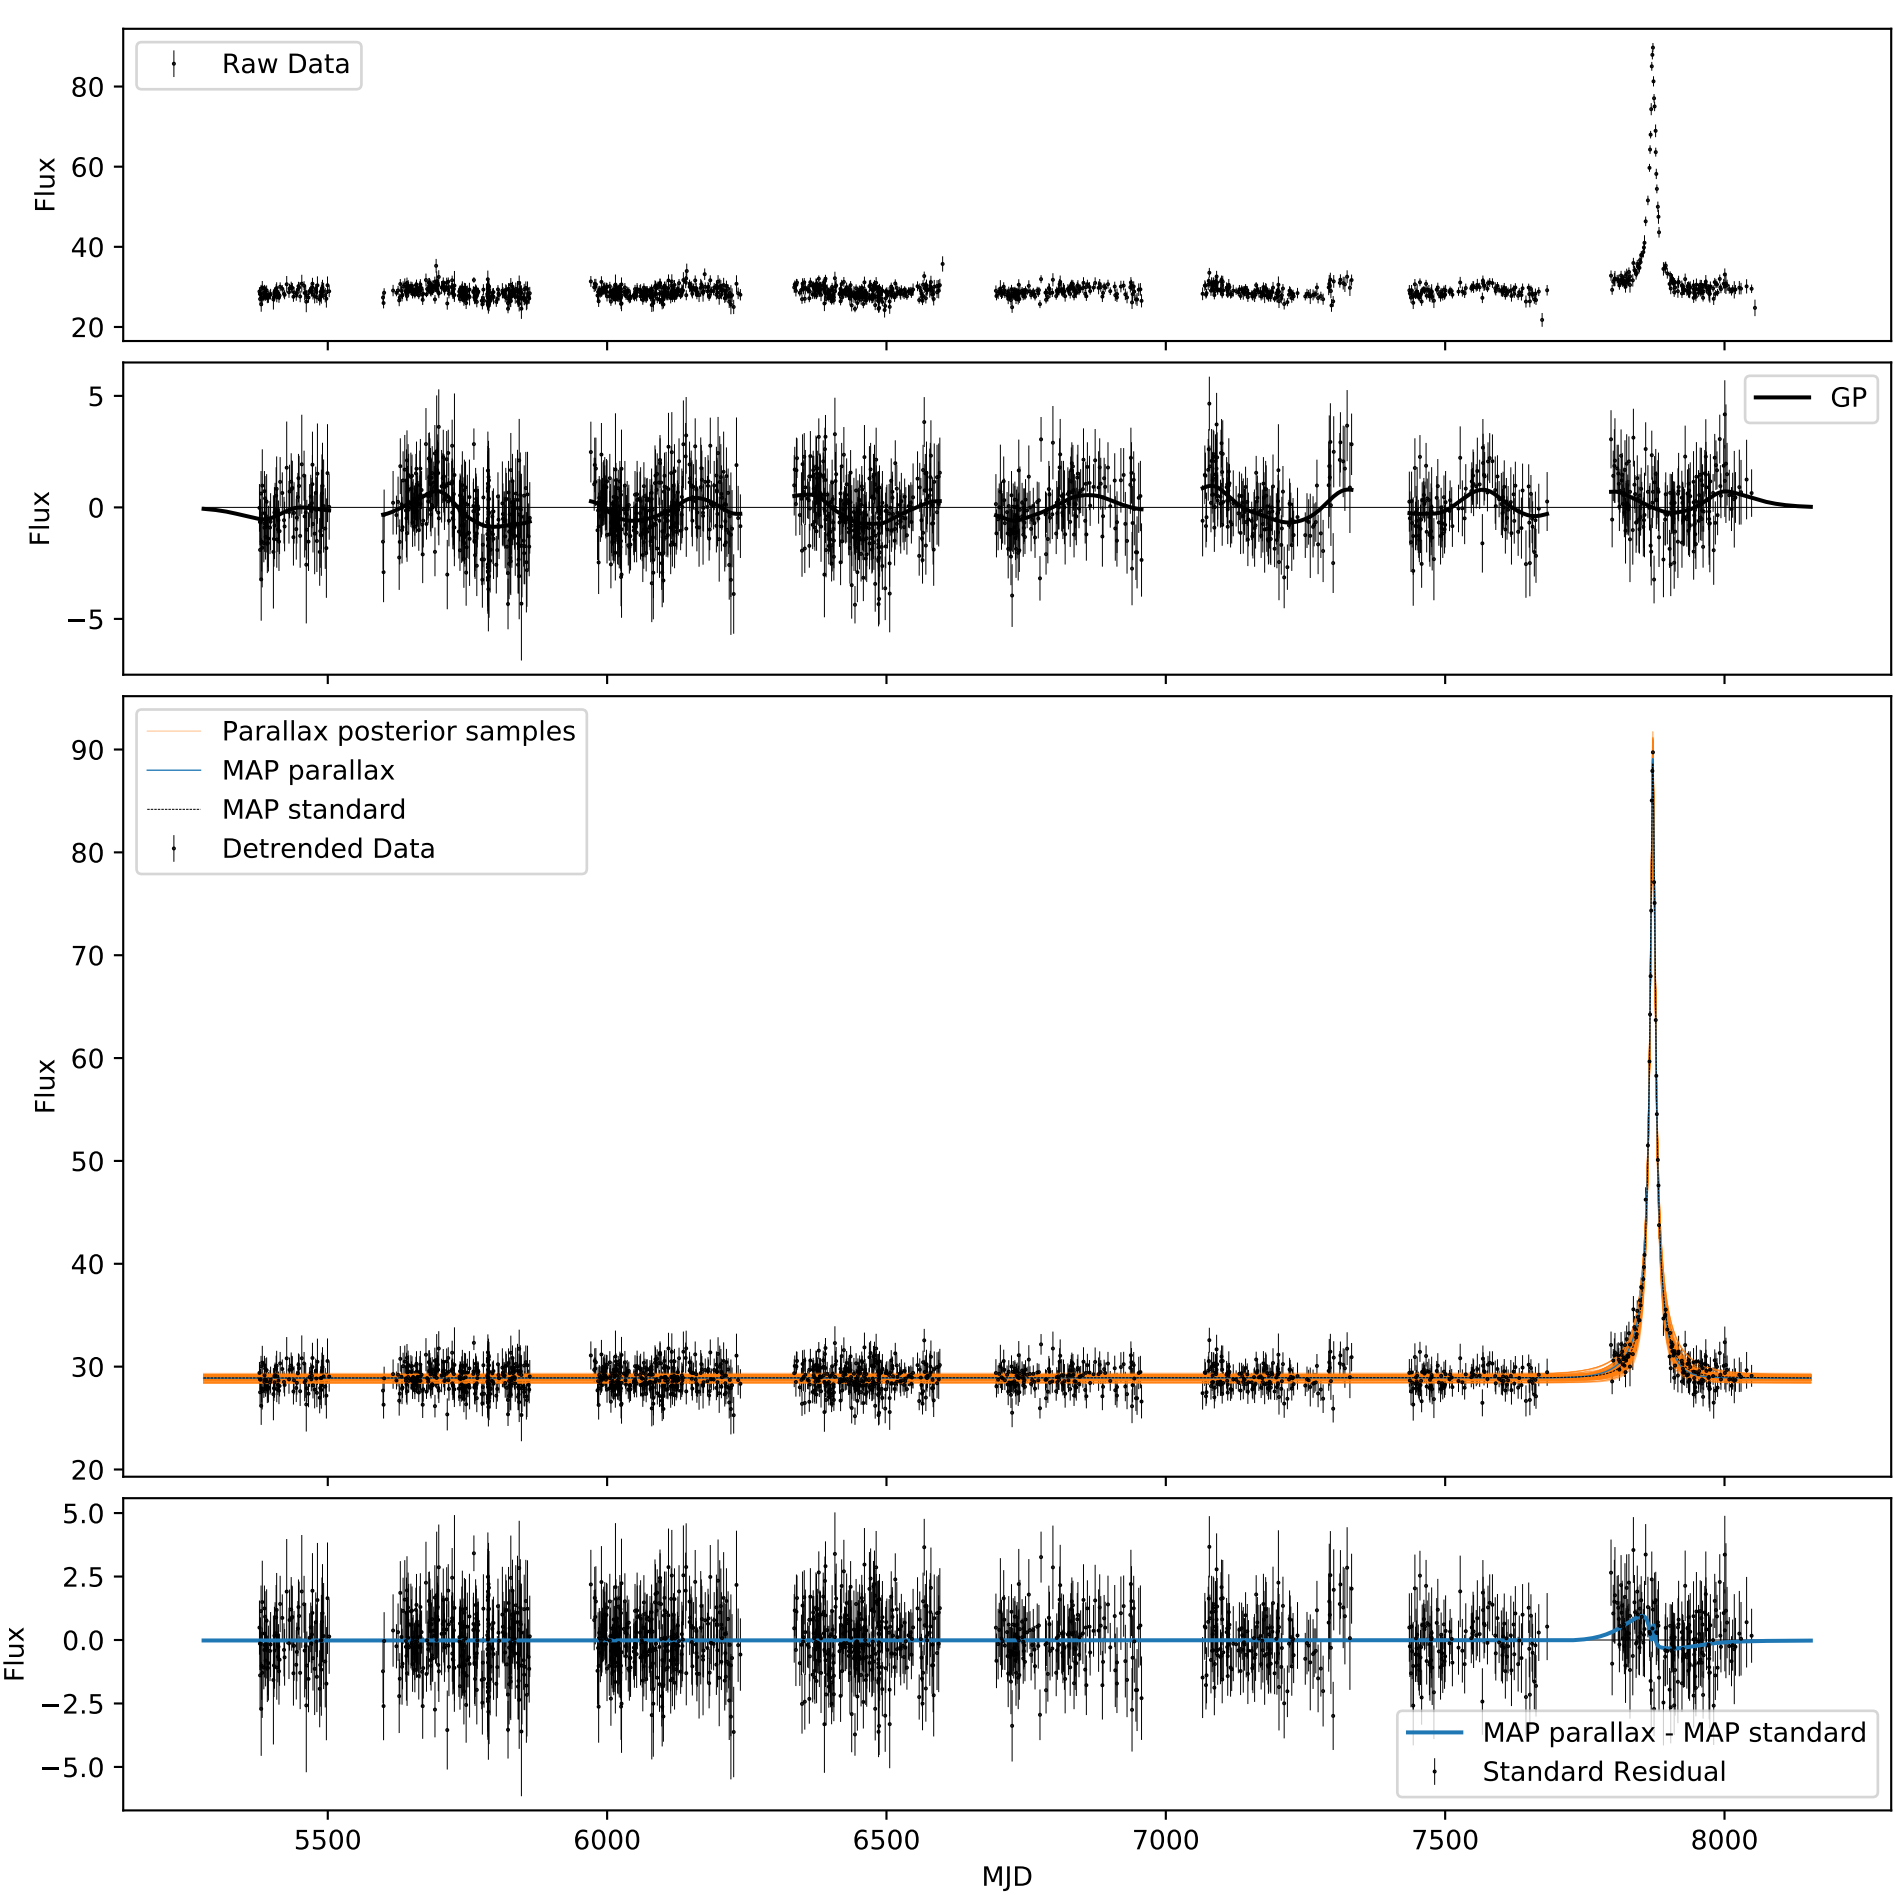 Raw Data
80
60
40
20
Flux
GP
5
0
−5
Flux
Parallax posterior samples
MAP parallax
MAP standard
Detrended Data
90
80
70
60
50
40
30
20
Flux
5.0
2.5
0.0
−2.5
−5.0
Flux
MAP parallax - MAP standard
Standard Residual
5500 6000 6500 7000 7500 8000
MJD